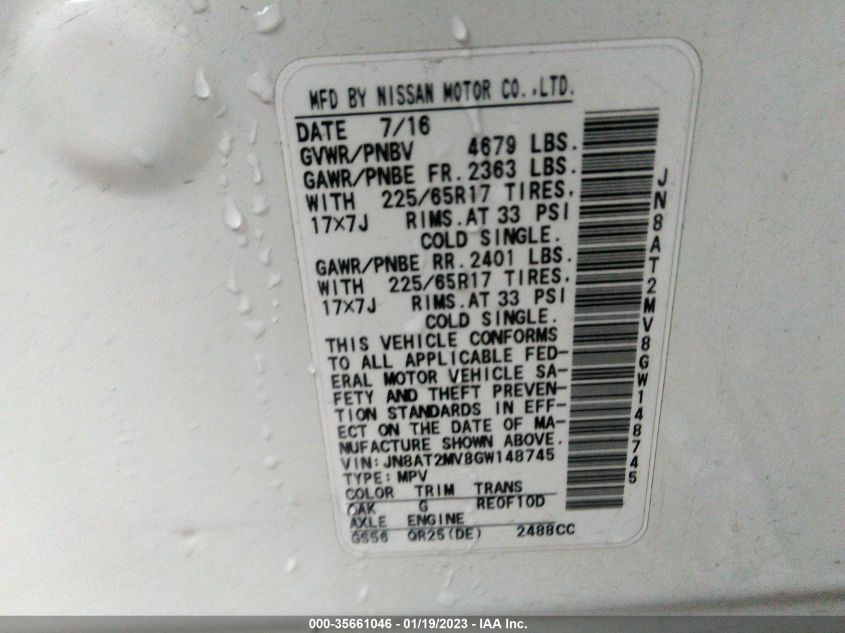 MFD BY NISSAN MOTOR CO.,LTD.
DATE 7/16
GVWR/PNBV 4679 LBS.
GAWR/PNBE FR. 2363 LBS.
WITH 225/65R17 TIRES.
17X7J RIMS. AT 33 PSI
COLD SINGLE.
GAWR/PNBE RR. 2401 LBS.
WITH 225/65R17 TIRES.
17X7J RIMS. AT 33 PSI
COLD SINGLE.
THIS VEHICLE CONFORMS
TO ALL APPLICABLE FED-
ERAL MOTOR VEHICLE SA-
FETY AND THEFT PREVEN-
TION STANDARDS IN EFF-
ECT ON THE DATE OF MA-
NUFACTURE SHOWN ABOVE.
VIN: JN8AT2MV8GW148745
TYPE: MPV
COLOR TRIM TRANS
QAK G RE0F10D
AXLE ENGINE
GS56 QR25(DE) 2488CC
JN8AT2MV8GW148745
000-35661046 - 01/19/2023 - IAA Inc.